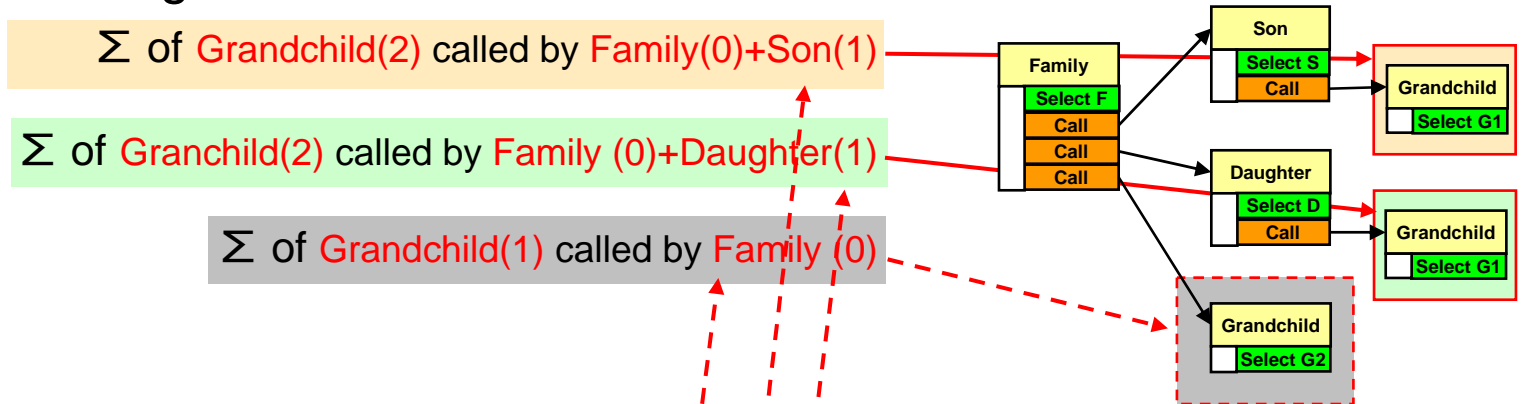 Σ of Grandchild(2) called by Family(0)+Son(1)
Σ of Granchild(2) called by Family (0)+Daughter(1)
Σ of Grandchild(1) called by Family (0)
Family
Select F
Call
Call
Call
Son
Select S
Call
Grandchild
Select G1
Daughter
Select D
Call
Grandchild
Select G1
Grandchild
Select G2